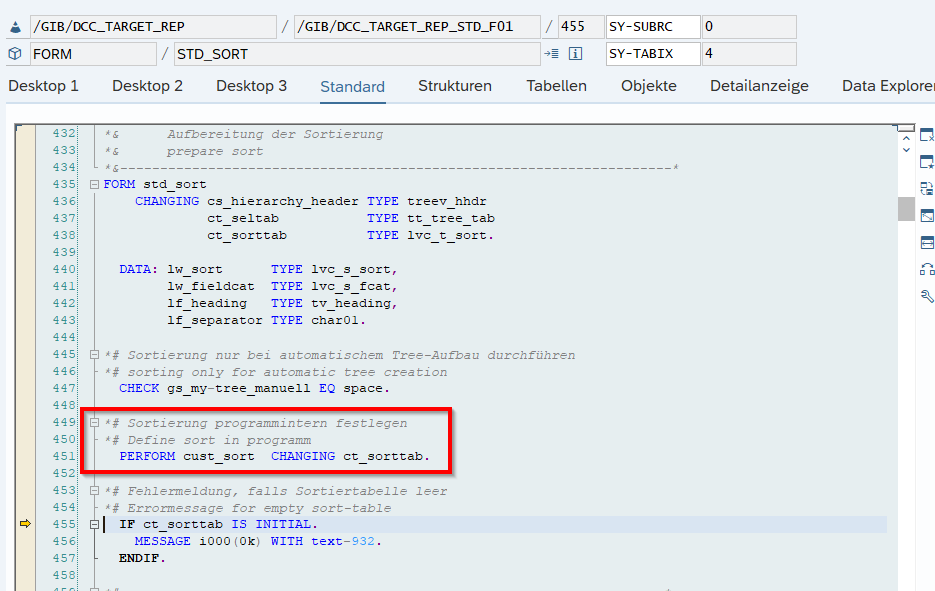 /GIB/DCC_TARGET_REP / /GIB/DCC_TARGET_REP_STD_F01 / 455 SY-SUBRC 0
FORM / STD_SORT SY-TABIX 4
Desktop 1 Desktop 2 Desktop 3 Standard Strukturen Tabellen Objekte Detailanzeige Data Explorer
432 *& Aufbereitung der Sortierung
433 *& prepare sort
434 *&---------------------------------------------------------------------*
435 FORM std_sort
436 CHANGING cs_hierarchy_header TYPE treev_hhdr
437 ct_seltab TYPE tt_tree_tab
438 ct_sorttab TYPE lvc_t_sort.
439
440 DATA: lw_sort TYPE lvc_s_sort,
441 lw_fieldcat TYPE lvc_s_fcat,
442 lf_heading TYPE tv_heading,
443 lf_separator TYPE char01.
444
445 *# Sortierung nur bei automatischem Tree-Aufbau durchführen
446 *# sorting only for automatic tree creation
447 CHECK gs_my-tree_manuell EQ space.
448
449 *# Sortierung programmintern festlegen
450 *# Define sort in programm
451 PERFORM cust_sort CHANGING ct_sorttab.
452
453 *# Fehlermeldung, falls Sortiertabelle leer
454 *# Errormessage for empty sort-table
455 IF ct_sorttab IS INITIAL.
456 MESSAGE i000(0k) WITH text-932.
457 ENDIF.
458